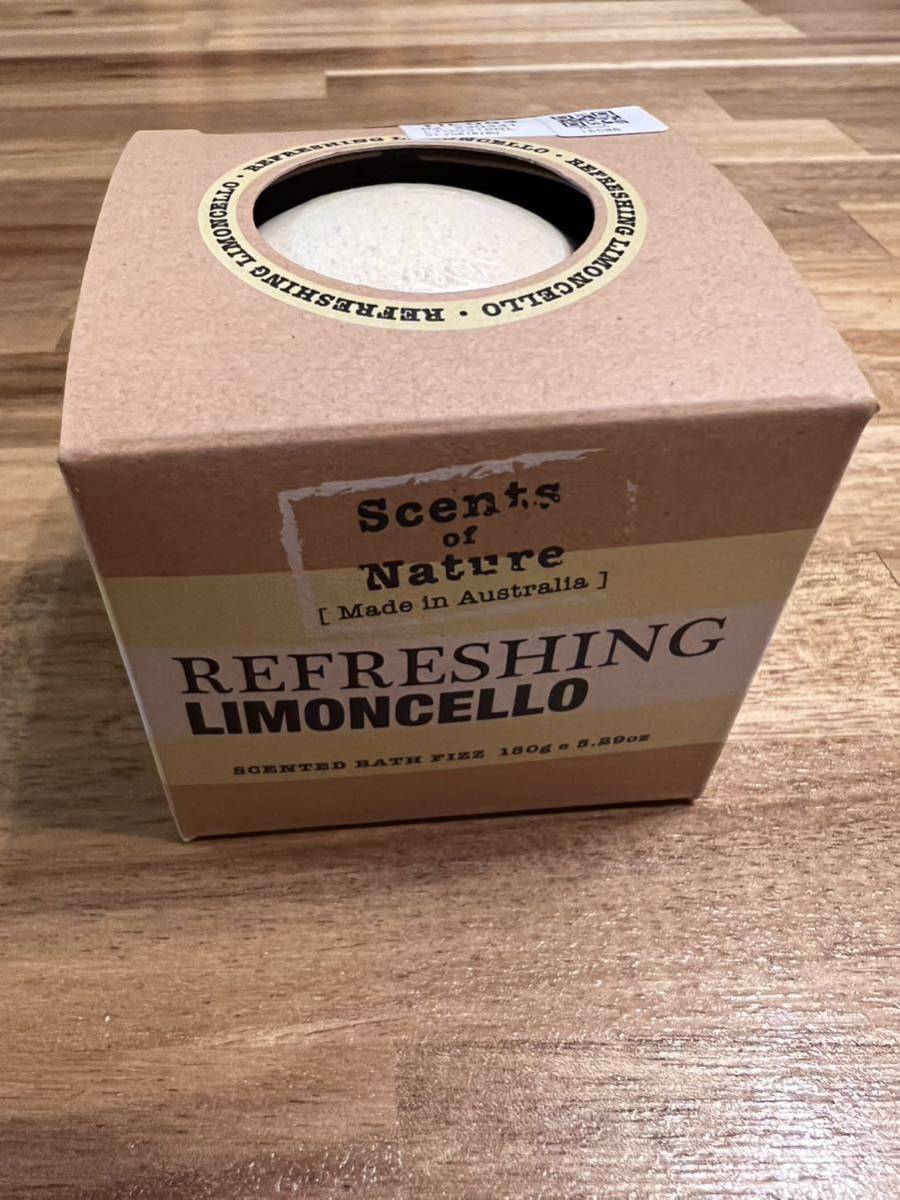 REFRESHING LIMONCELLO • REFRESHING LIMONCELLO • REFRESHING LIMONCELLO •
Scents
of
Nature
[ Made in Australia ]
REFRESHING
LIMONCELLO
SCENTED BATH FIZZ 150g e 5.29oz